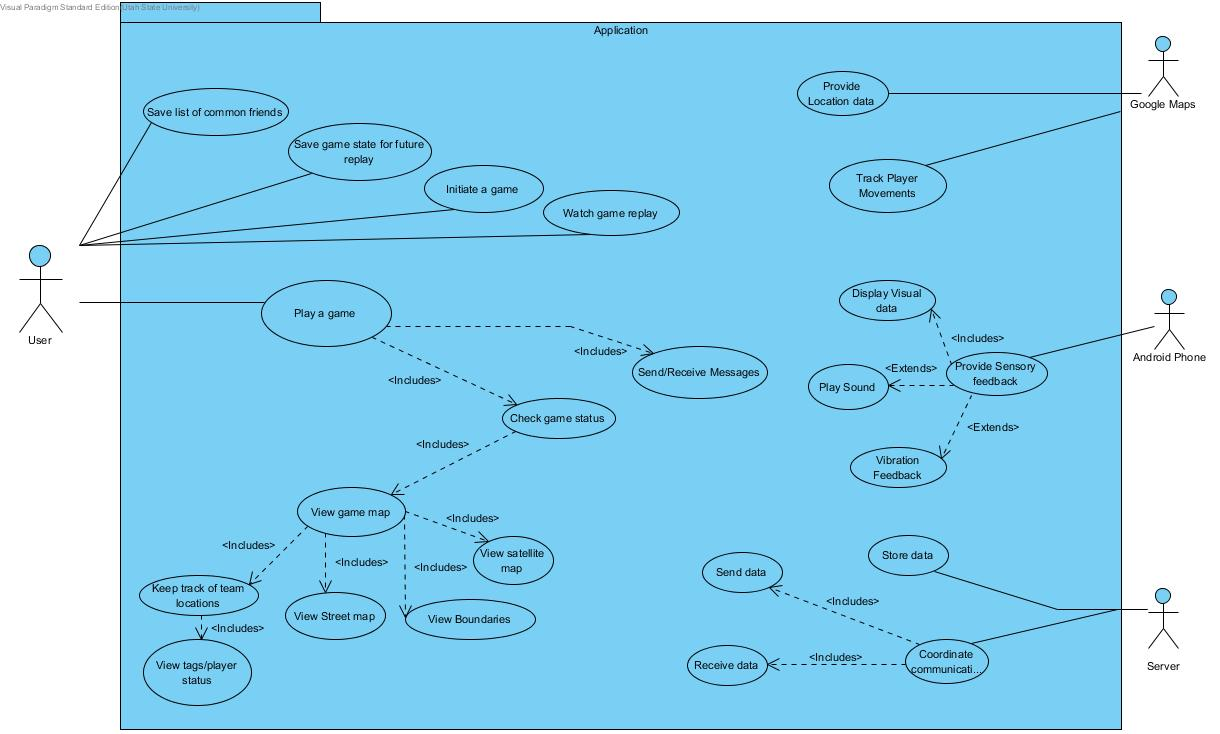 Visual Paradigm Standard Edition(Utah State University)
Application
Provide
Location data
Google Maps
Save list of common friends
Save game state for future
replay
Initiate a game
Track Player
Movements
Watch game replay
User
Play a game
Display Visual
data
Android Phone
<Includes>
<Includes>
Send/Receive Messages
<Extends>
Provide Sensory
feedback
Play Sound
<Includes>
Check game status
<Extends>
<Includes>
Vibration
Feedback
View game map
<Includes>
<Includes>
<Includes>
<Includes>
View satellite
map
Store data
Send data
Keep track of team
locations
View Street map
View Boundaries
<Includes>
<Includes>
View tags/player
status
Receive data
<Includes>
Coordinate
communicati...
Server